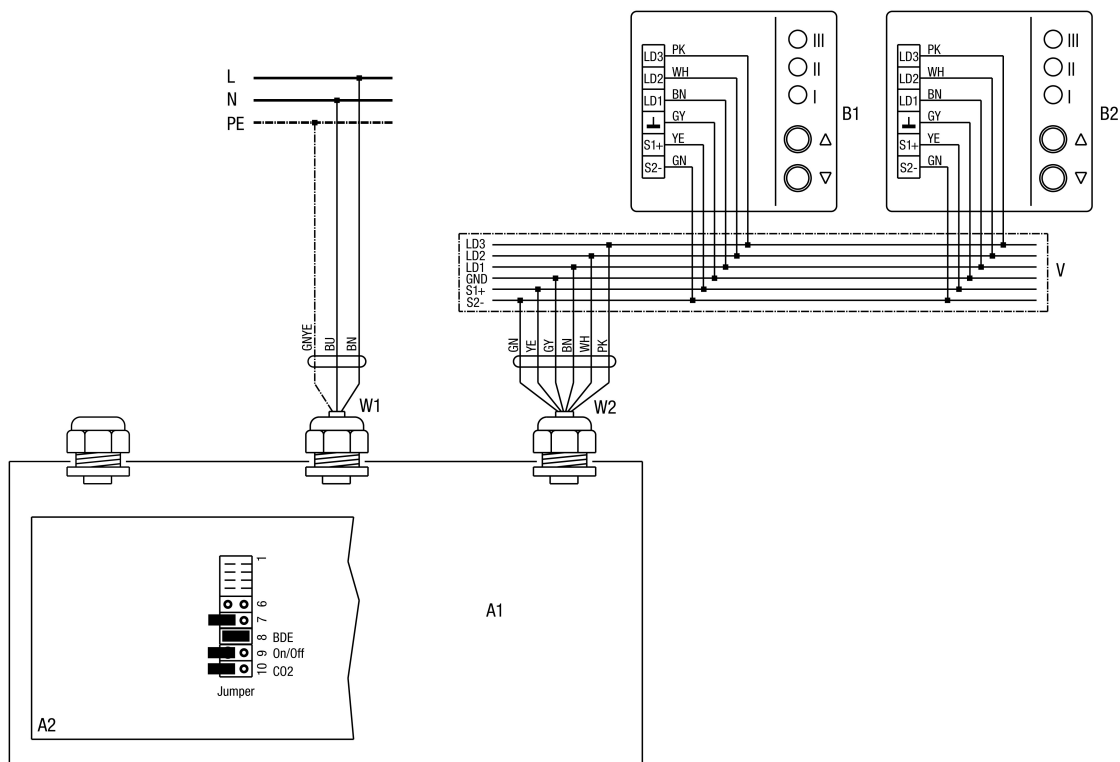 L
N
PE
LD3 PK
LD2 WH
LD1 BN
GY
S1+ YE
S2- GN
III
II
I
B1
LD3 PK
LD2 WH
LD1 BN
GY
S1+ YE
S2- GN
III
II
I
B2
LD3
LD2
LD1
GND
S1+
S2-
V
GNYE
BU
BN
W1
GN
YE
GY
BN
WH
PK
W2
1
6
7
8 BDE
9 On/Off
10 CO2
Jumper
A1
A2